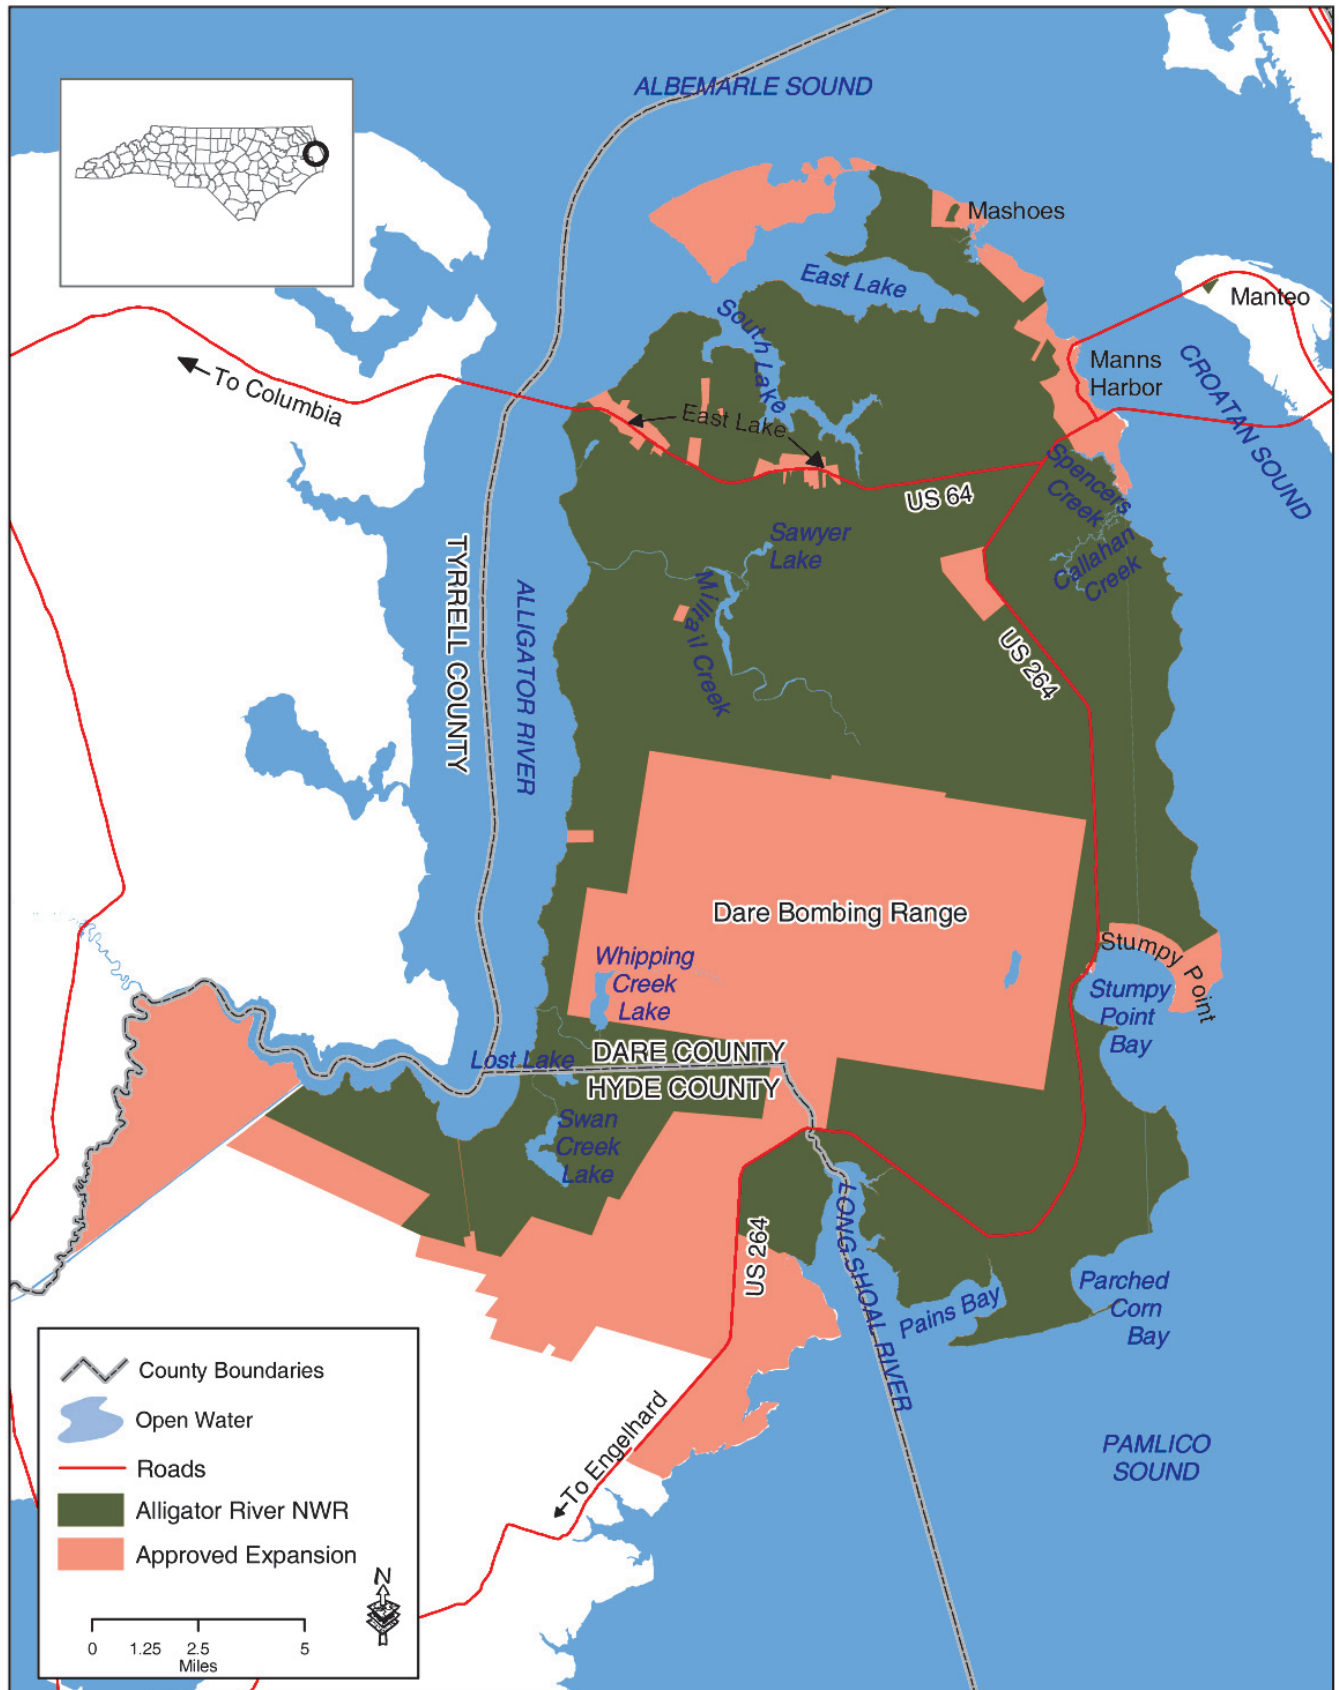 ALBEMARLE SOUND
Mashoes
East Lake
Manteo
South Lake
Manns
Harbor
CROATAN SOUND
To Columbia
East Lake
Spencers
Creek
US 64
Callahan
Creek
Sawyer
Lake
TYRRELL COUNTY
ALLIGATOR RIVER
Milltail Creek
US 264
Dare Bombing Range
Stumpy Point
Whipping
Creek
Lake
Stumpy
Point
Bay
Lost Lake
DARE COUNTY
HYDE COUNTY
Swan
Creek
Lake
LONG SHOAL RIVER
US 264
Pains Bay
Parched
Corn
Bay
To Engelhard
PAMLICO
SOUND
County Boundaries
Open Water
Roads
Alligator River NWR
Approved Expansion
N
0 1.25 2.5 5
Miles